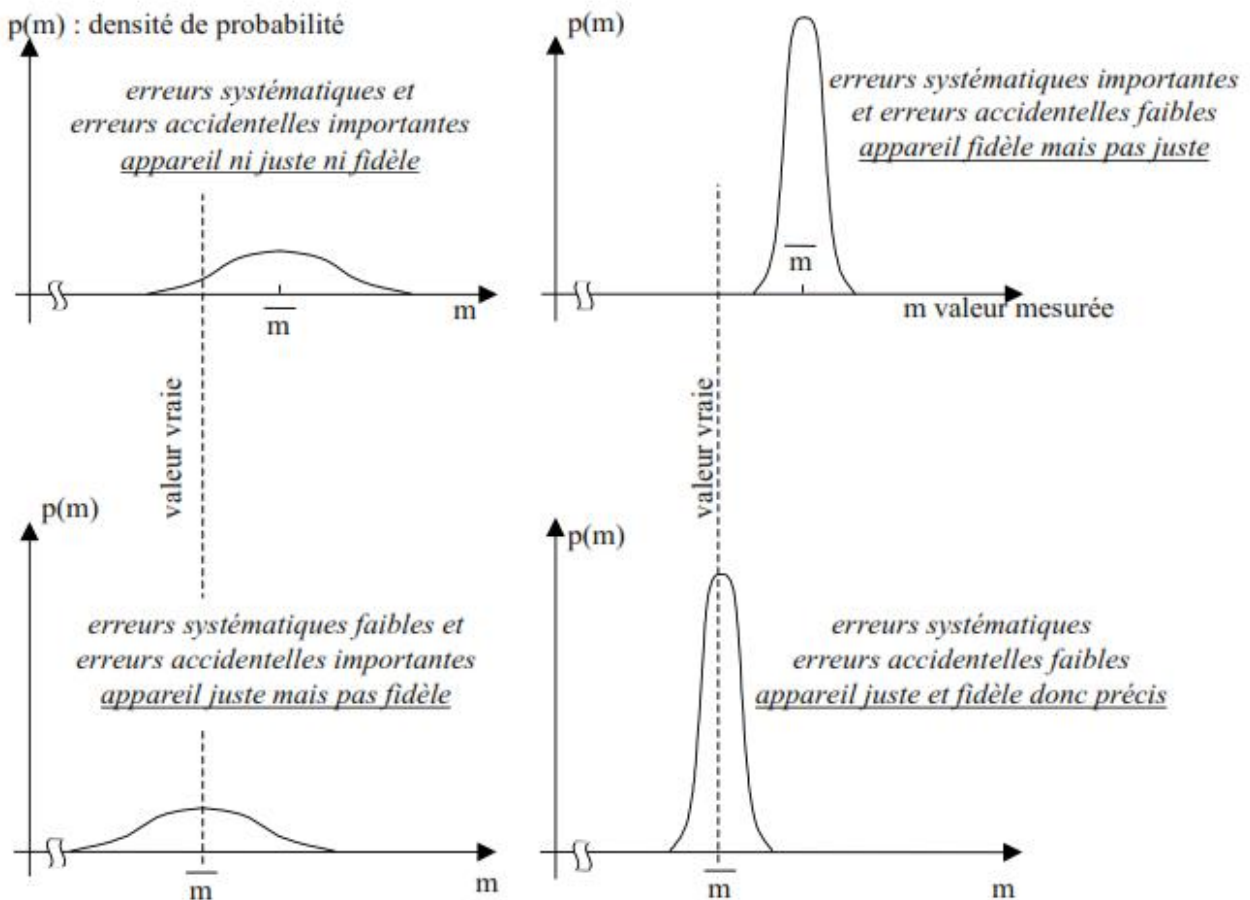 p(m) : densité de probabilité
erreurs systématiques et
erreurs accidentelles importantes
appareil ni juste ni fidèle
m
m
p(m)
erreurs systématiques importantes
et erreurs accidentelles faibles
appareil fidèle mais pas juste
m
m valeur mesurée
valeur vraie
valeur vraie
p(m)
erreurs systématiques faibles et
erreurs accidentelles importantes
appareil juste mais pas fidèle
m
m
p(m)
erreurs systématiques
erreurs accidentelles faibles
appareil juste et fidèle donc précis
m
m